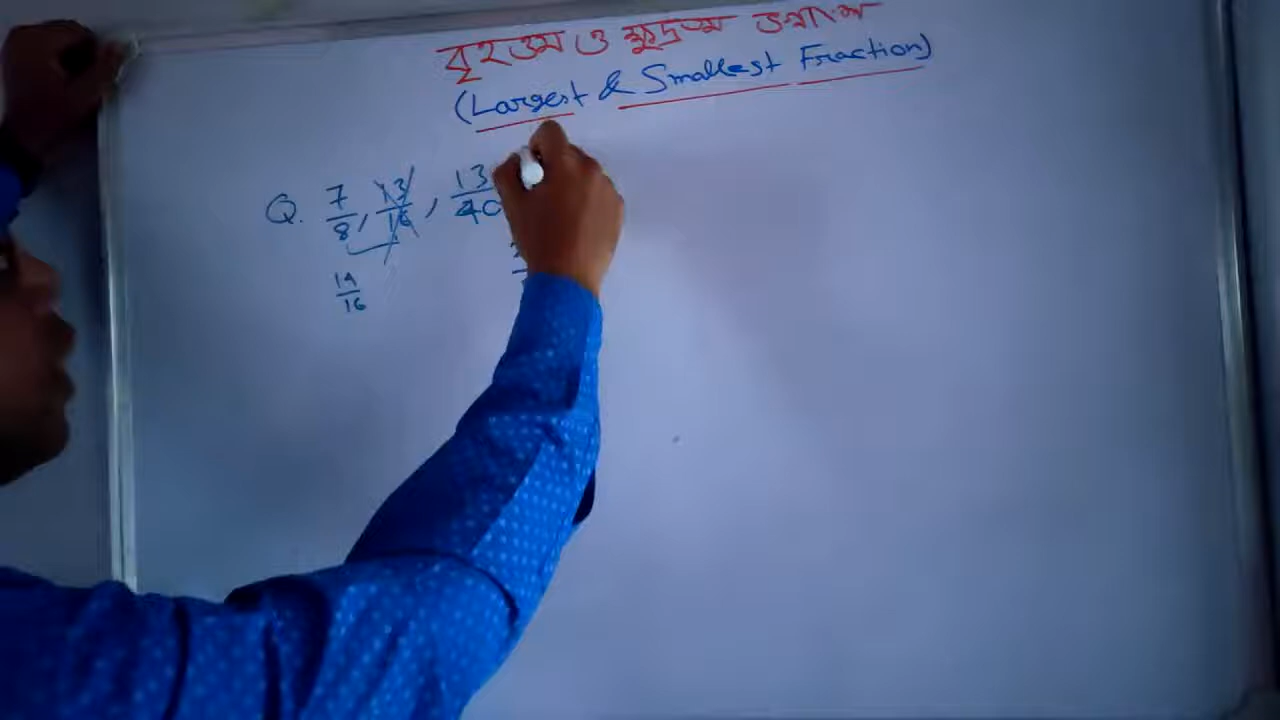 বৃহত্তম ও ক্ষুদ্রতম ভগ্নাংশ
(Largest & Smallest Fraction)
Q. 7/8, 13/16, 13/40
14/16